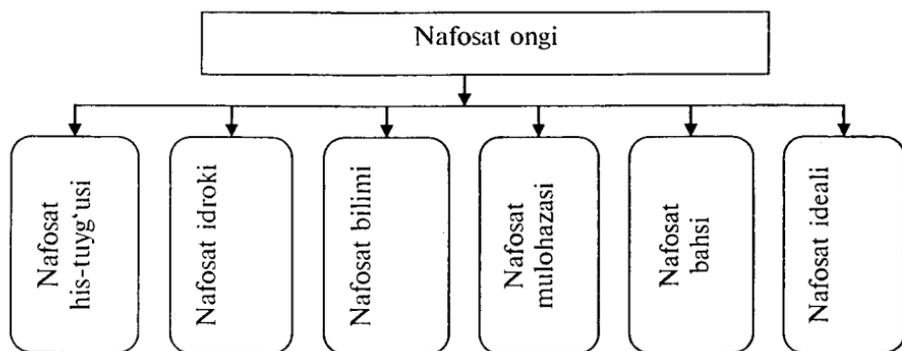 Nafosat ongi
Nafosat
his-tuyg‘usi
Nafosat idroki
Nafosat bilimi
Nafosat
mulohazasi
Nafosat
bahsi
Nafosat ideali